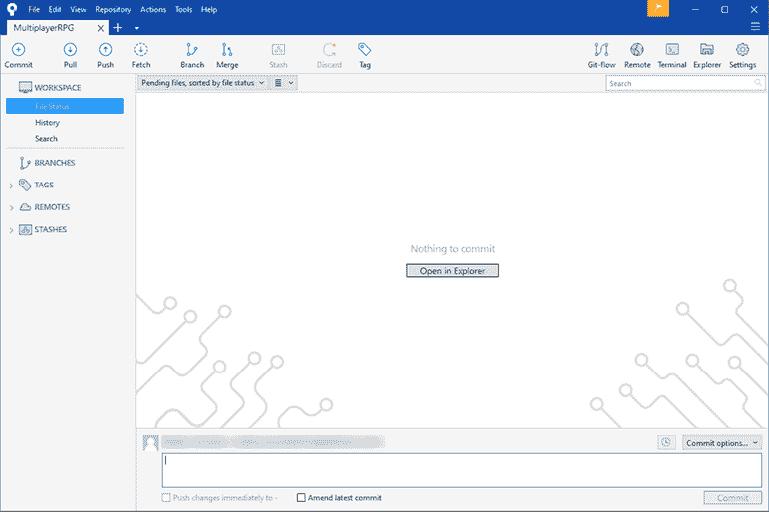 File Edit View Repository Actions Tools Help
MultiplayerRPG
Commit Pull Push Fetch Branch Merge Stash Discard Tag Git-flow Remote Terminal Explorer Settings
Pending files, sorted by file status
Search
WORKSPACE
File Status
History
Search
BRANCHES
TAGS
REMOTES
STASHES
Nothing to commit
Open in Explorer
Commit options...
Push changes immediately to -
Amend latest commit
Commit